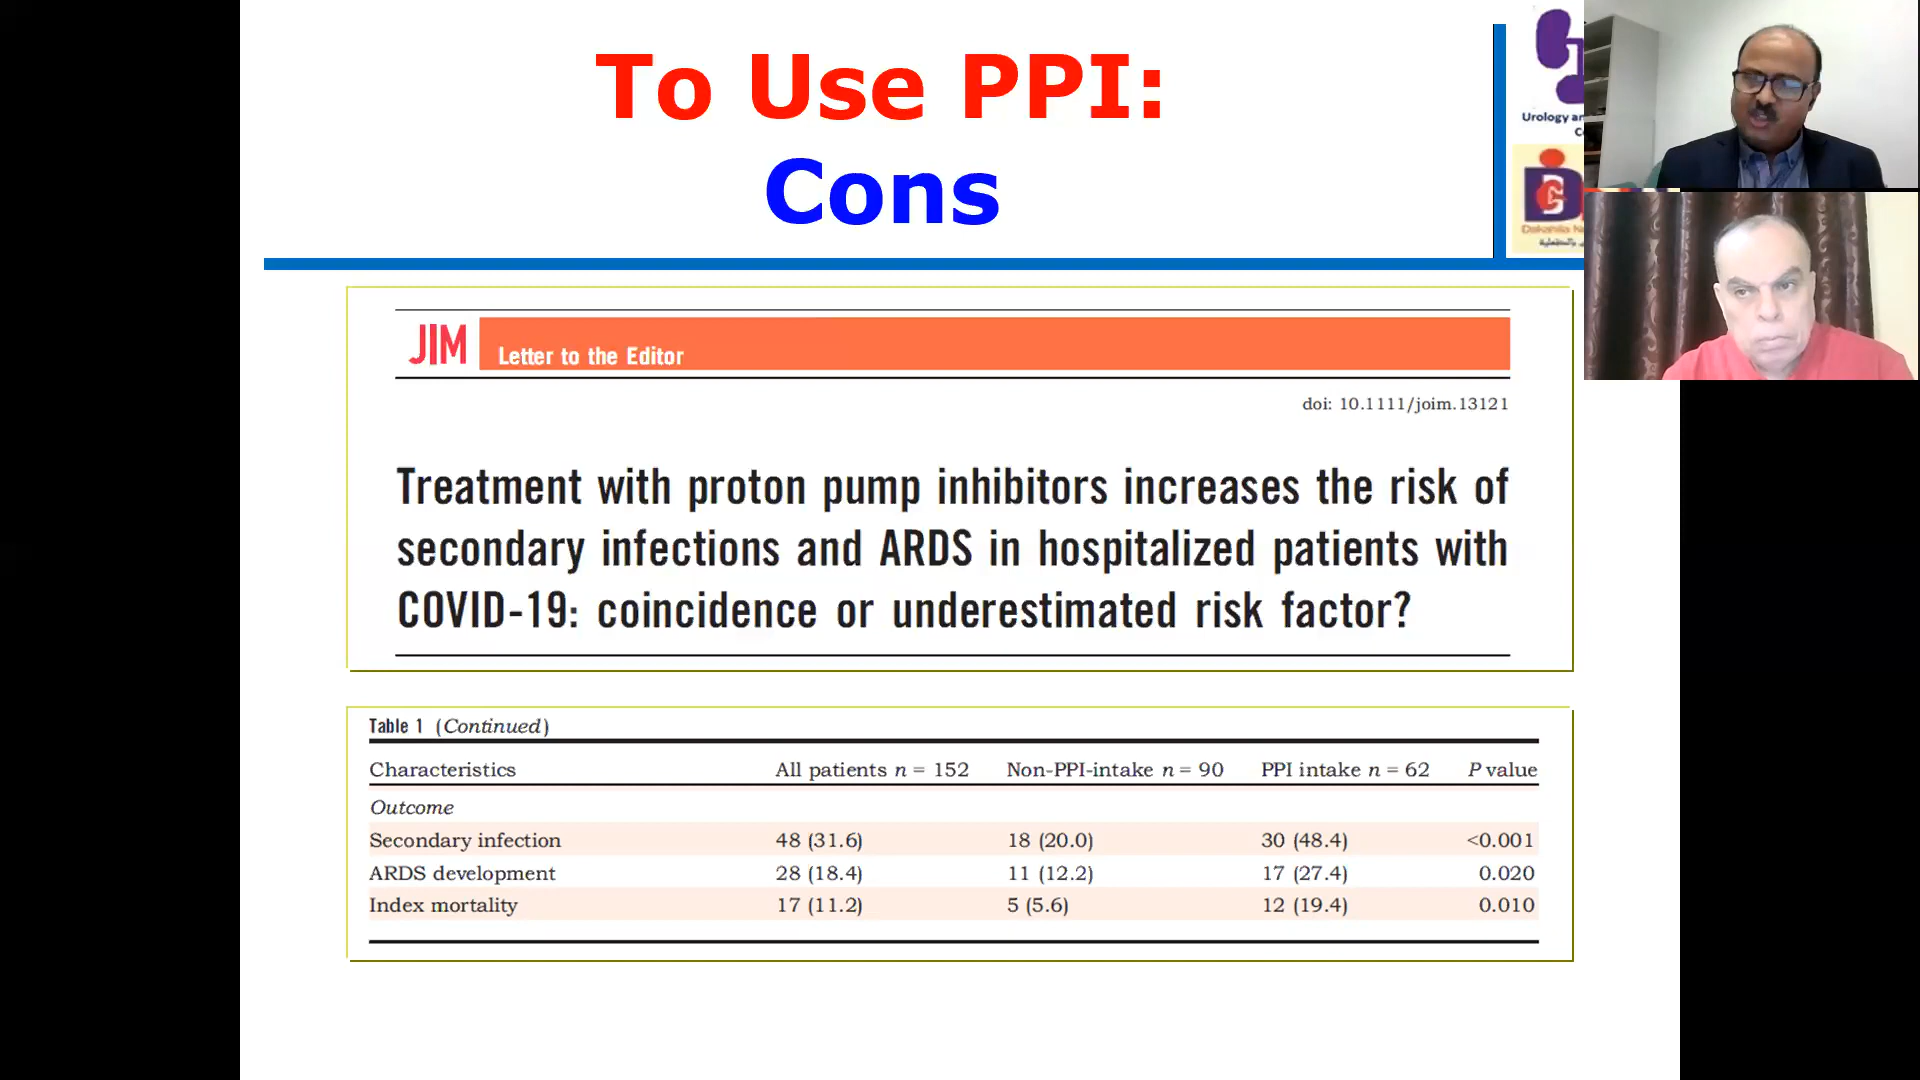 To Use PPI:
Cons
Urology an
JIM Letter to the Editor
doi: 10.1111/joim.13121
Treatment with proton pump inhibitors increases the risk of
secondary infections and ARDS in hospitalized patients with
COVID-19: coincidence or underestimated risk factor?
Table 1 (Continued)
Characteristics All patients n = 152 Non-PPI-intake n = 90 PPI intake n = 62 P value
Outcome
Secondary infection 48 (31.6) 18 (20.0) 30 (48.4) <0.001
ARDS development 28 (18.4) 11 (12.2) 17 (27.4) 0.020
Index mortality 17 (11.2) 5 (5.6) 12 (19.4) 0.010